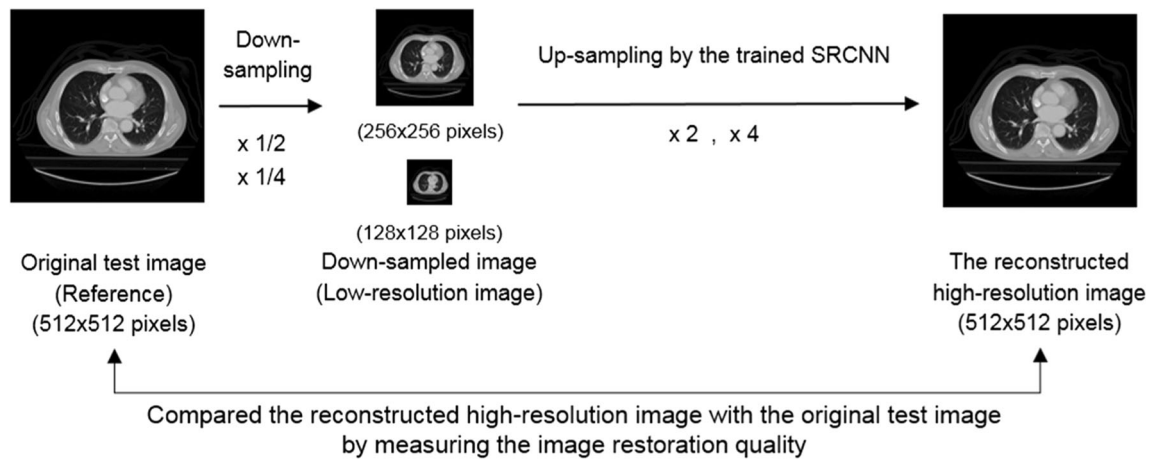 Down-
sampling
x 1/2
x 1/4
(256x256 pixels)
(128x128 pixels)
Up-sampling by the trained SRCNN
x 2 , x 4
Original test image
(Reference)
(512x512 pixels)
Down-sampled image
(Low-resolution image)
The reconstructed
high-resolution image
(512x512 pixels)
Compared the reconstructed high-resolution image with the original test image
by measuring the image restoration quality